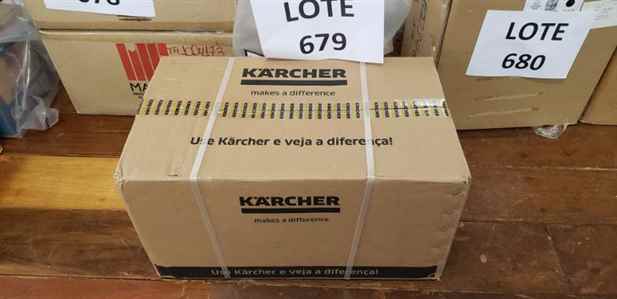 LOTE
679
LOTE
680
KÄRCHER
makes a difference
Use Kärcher e veja a diferença!
KÄRCHER
makes a difference
Use Kärcher e veja a diferença!